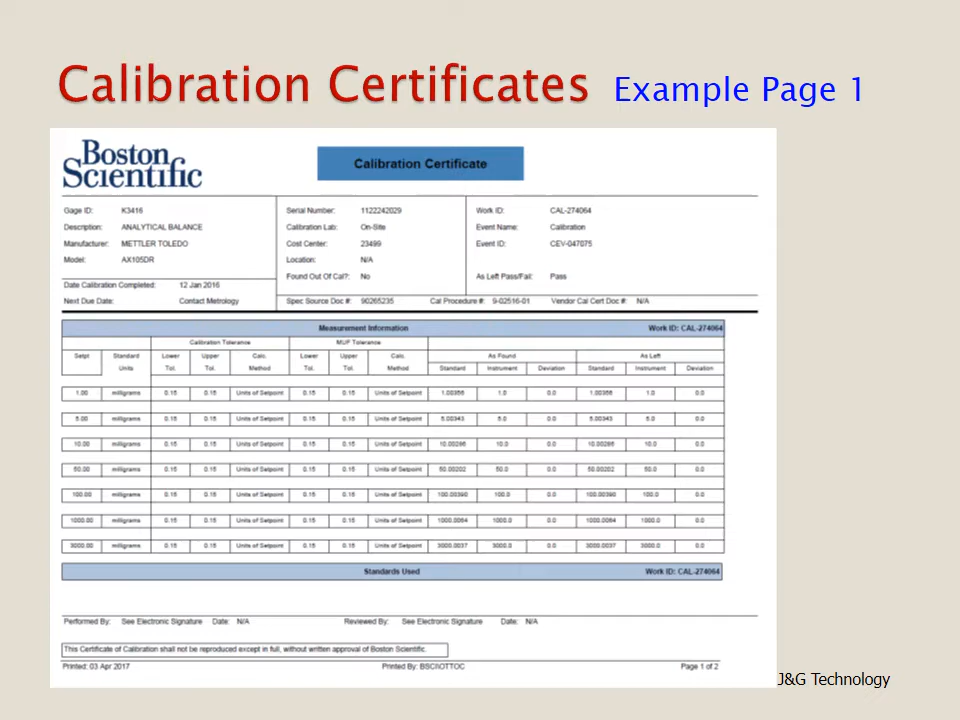 Calibration Certificates Example Page 1
Boston Scientific
Calibration Certificate
Gage ID: K3416 Serial Number: 1122242029 Work ID: CAL-274064
Description: ANALYTICAL BALANCE Calibration Lab: On-Site Event Name: Calibration
Manufacturer: METTLER TOLEDO Cost Center: 23499 Event ID: CEV-047075
Model: AX105DR Location: N/A
Found Out Of Cal?: No As Left Pass/Fail: Pass
Date Calibration Completed: 12 Jan 2016
Next Due Date: Contact Metrology Spec Source Doc #: 90265235 Cal Procedure #: 9-02516-01 Vendor Cal Cert Doc #: N/A
Measurement Information Work ID: CAL-274064
Calibration Tolerance MUP Tolerance
Setpt Standard Lower Upper Calc. Lower Upper Calc. As Found As Left
Units Tol. Tol. Method Tol. Tol. Method Standard Instrument Deviation Standard Instrument Deviation
1.00 milligrams 0.15 0.15 Units of Setpoint 0.15 0.15 Units of Setpoint 1.00356 1.0 0.0 1.00356 1.0 0.0
5.00 milligrams 0.15 0.15 Units of Setpoint 0.15 0.15 Units of Setpoint 5.00343 5.0 0.0 5.00343 5.0 0.0
10.00 milligrams 0.15 0.15 Units of Setpoint 0.15 0.15 Units of Setpoint 10.00286 10.0 0.0 10.00286 10.0 0.0
50.00 milligrams 0.15 0.15 Units of Setpoint 0.15 0.15 Units of Setpoint 50.00202 50.0 0.0 50.00202 50.0 0.0
100.00 milligrams 0.15 0.15 Units of Setpoint 0.15 0.15 Units of Setpoint 100.00390 100.0 0.0 100.00390 100.0 0.0
1000.00 milligrams 0.15 0.15 Units of Setpoint 0.15 0.15 Units of Setpoint 1000.0064 1000.0 0.0 1000.0064 1000.0 0.0
3000.00 milligrams 0.15 0.15 Units of Setpoint 0.15 0.15 Units of Setpoint 3000.0037 3000.0 0.0 3000.0037 3000.0 0.0
Standards Used Work ID: CAL-274064
Performed By: See Electronic Signature Date: N/A Reviewed By: See Electronic Signature Date: N/A
This Certificate of Calibration shall not be reproduced except in full, without written approval of Boston Scientific.
Printed: 03 Apr 2017 Printed By: BSCI\OTTOC Page 1 of 2
J&G Technology